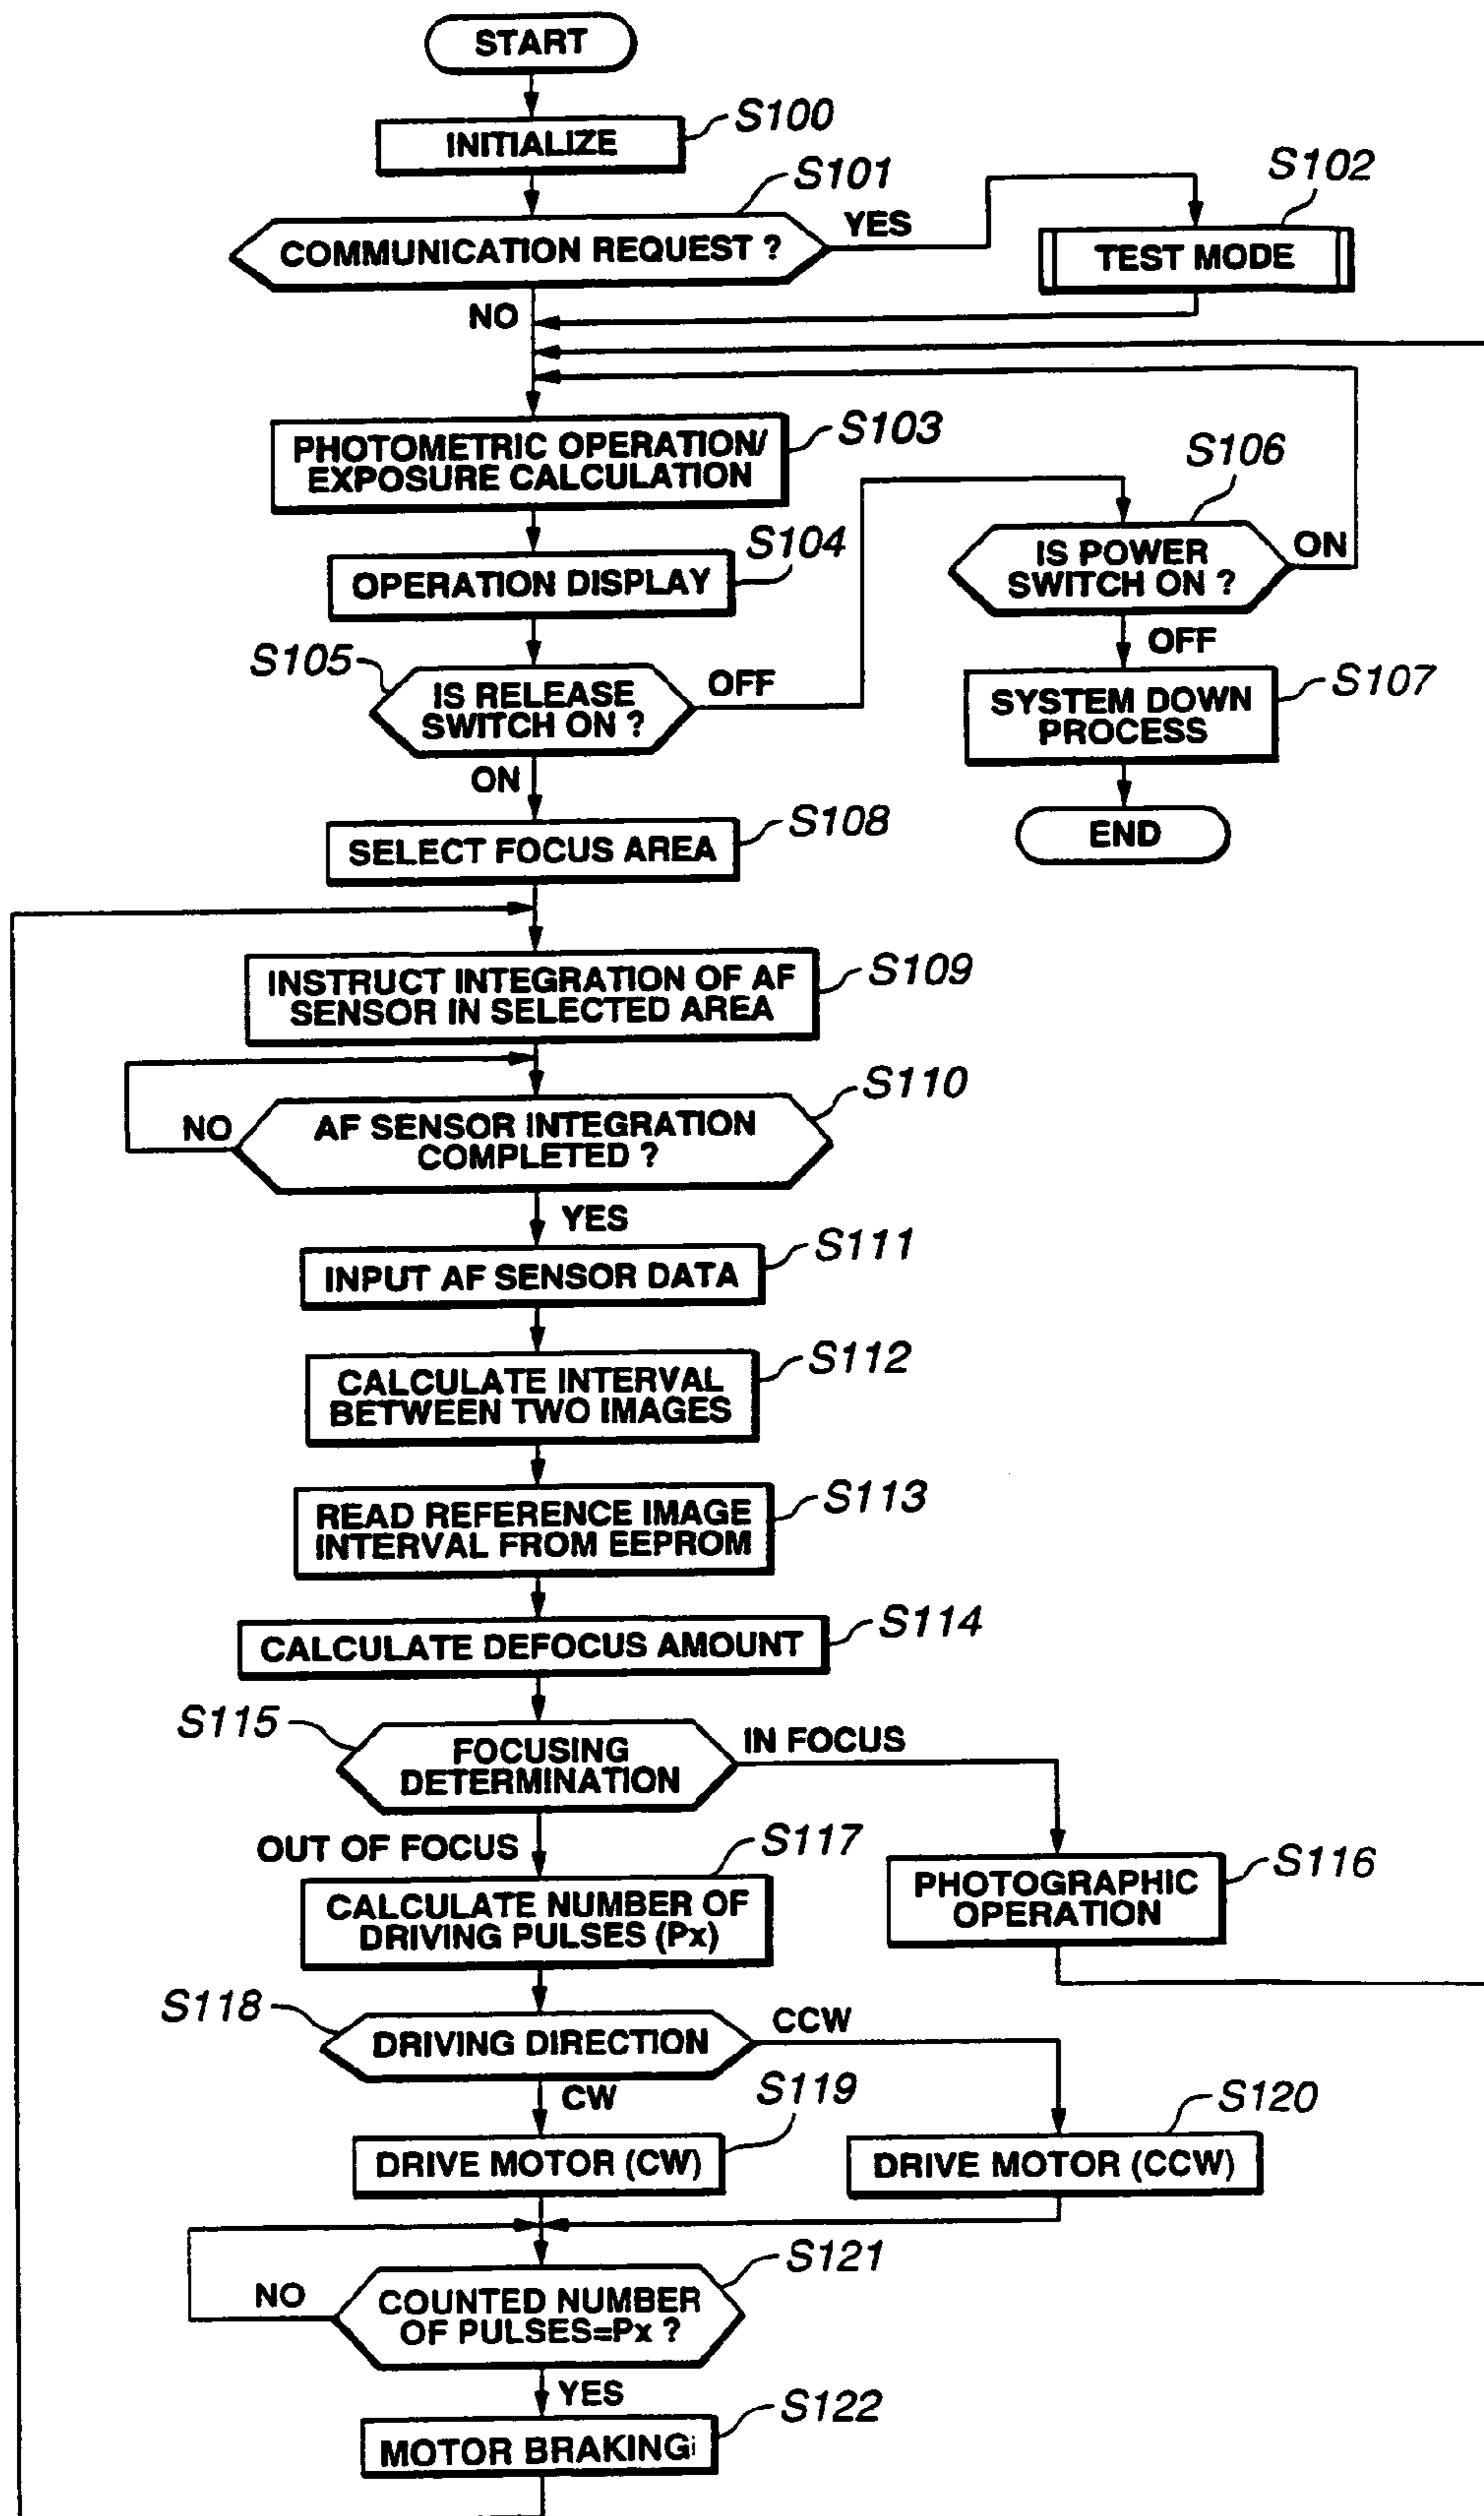 START
INITIALIZE
S100
S101
COMMUNICATION REQUEST ?
YES
S102
TEST MODE
NO
PHOTOMETRIC OPERATION/
EXPOSURE CALCULATION
S103
OPERATION DISPLAY
S104
S105
IS RELEASE
SWITCH ON ?
OFF
S106
IS POWER
SWITCH ON ?
ON
OFF
SYSTEM DOWN
PROCESS
S107
END
ON
SELECT FOCUS AREA
S108
INSTRUCT INTEGRATION OF AF
SENSOR IN SELECTED AREA
S109
S110
AF SENSOR INTEGRATION
COMPLETED ?
NO
YES
INPUT AF SENSOR DATA
S111
CALCULATE INTERVAL
BETWEEN TWO IMAGES
S112
READ REFERENCE IMAGE
INTERVAL FROM EEPROM
S113
CALCULATE DEFOCUS AMOUNT
S114
S115
FOCUSING
DETERMINATION
IN FOCUS
OUT OF FOCUS
S117
CALCULATE NUMBER OF
DRIVING PULSES (Px)
PHOTOGRAPHIC
OPERATION
S116
S118
DRIVING DIRECTION
CCW
CW
S119
DRIVE MOTOR (CW)
S120
DRIVE MOTOR (CCW)
S121
COUNTED NUMBER
OF PULSES=Px ?
NO
YES
S122
MOTOR BRAKING